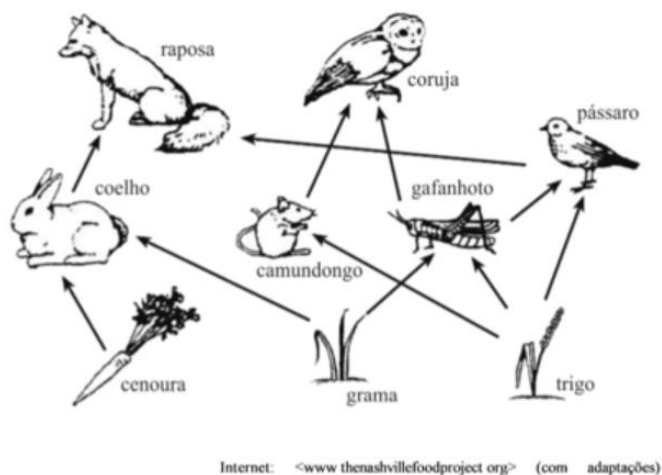 raposa
coruja
pássaro
coelho
gafanhoto
camundongo
cenoura
grama
trigo
Internet: <www thenashvillefoodproject org> (com adaptações)